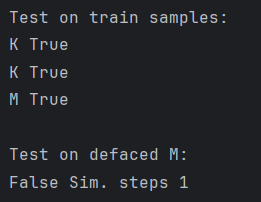 Test on train samples:
K True
K True
M True

Test on defaced M:
False Sim. steps 1